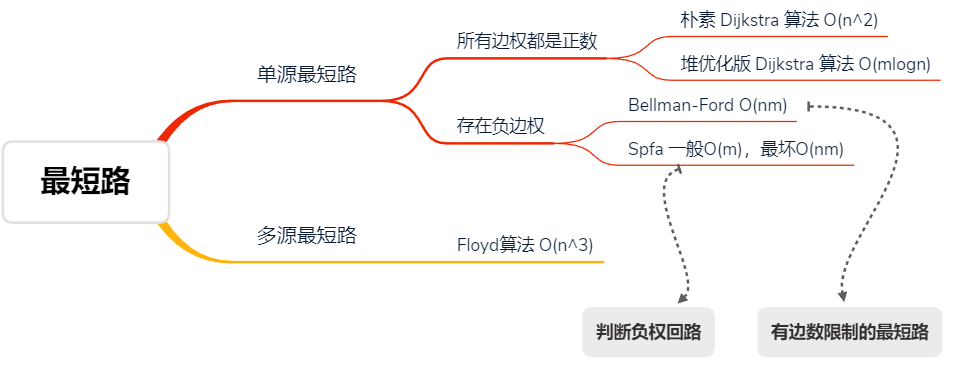 最短路
单源最短路
所有边权都是正数
朴素 Dijkstra 算法 O(n^2)
堆优化版 Dijkstra 算法 O(mlogn)
存在负边权
Bellman-Ford O(nm)
Spfa 一般O(m)，最坏O(nm)
多源最短路
Floyd算法 O(n^3)
判断负权回路
有边数限制的最短路